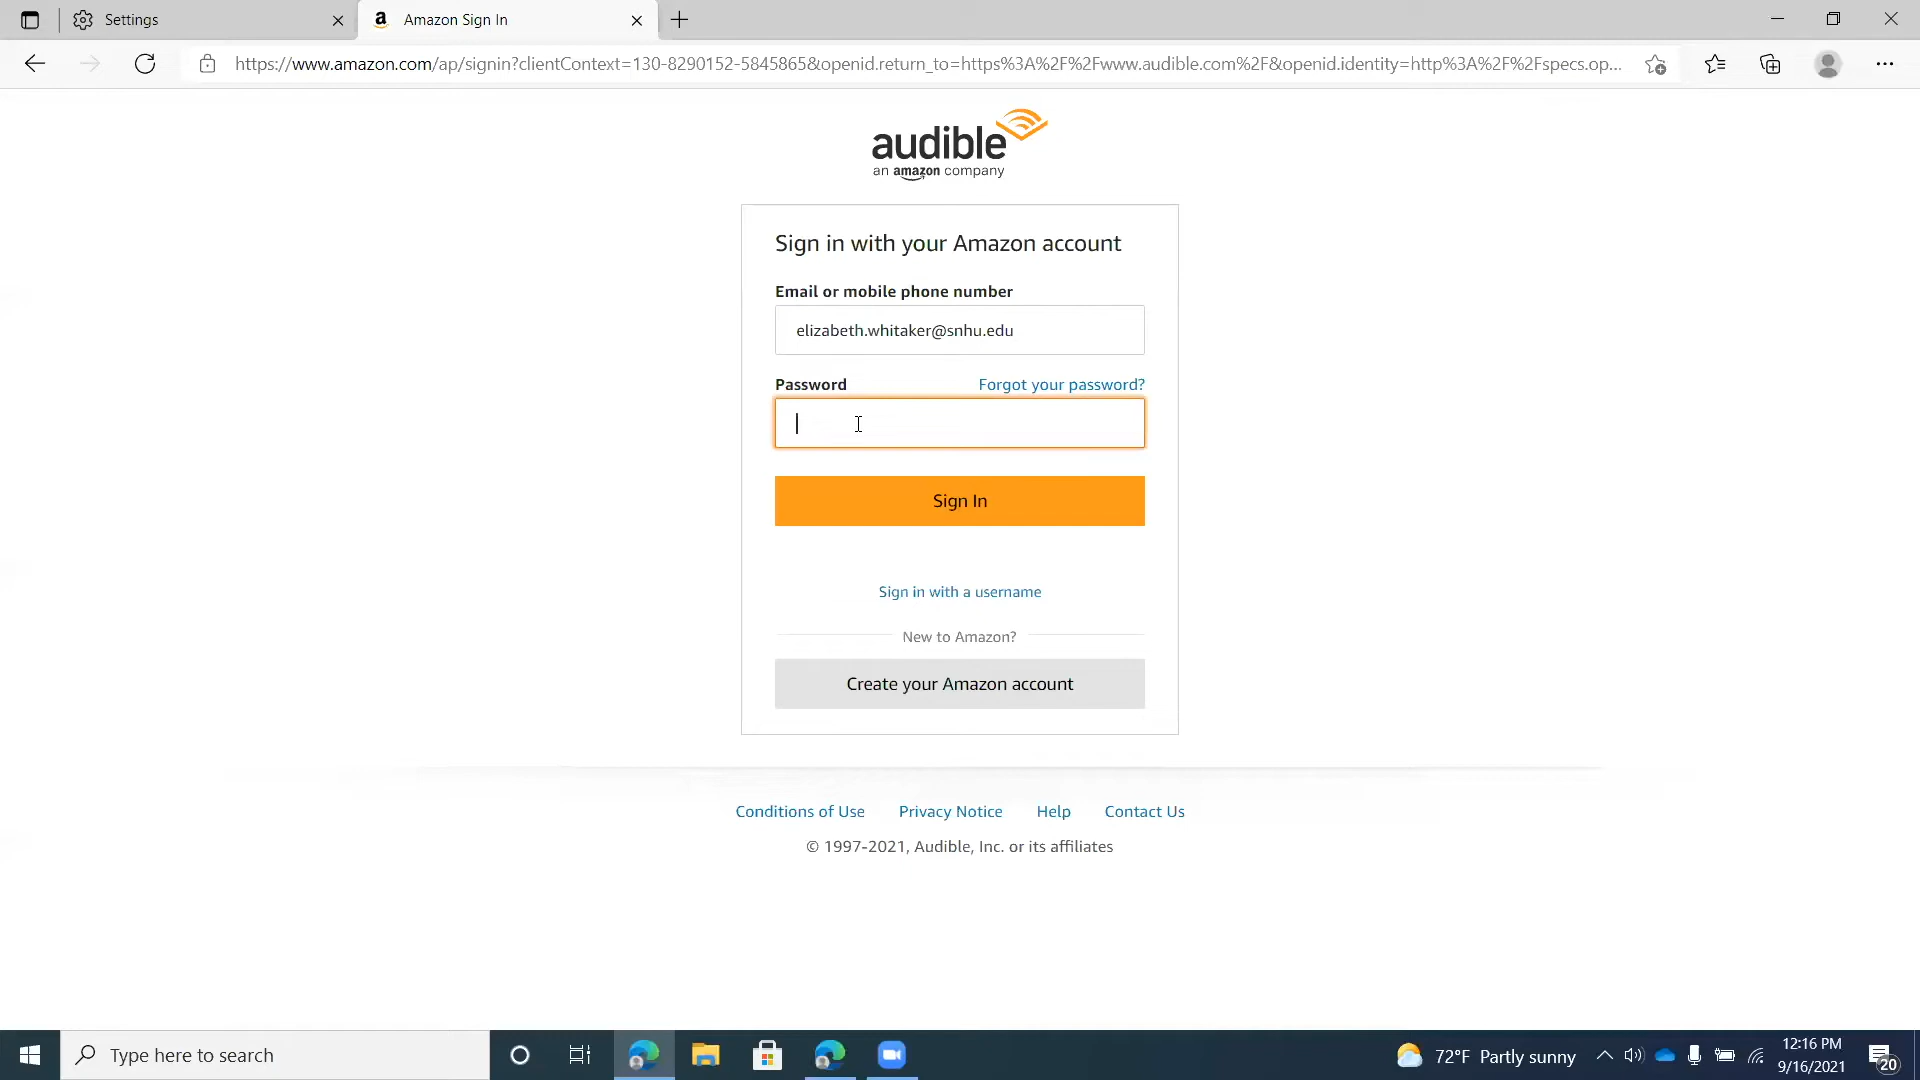 Settings
Amazon Sign In
https://www.amazon.com/ap/signin?clientContext=130-8290152-5845865&openid.return_to=https%3A%2F%2Fwww.audible.com%2F&openid.identity=http%3A%2F%2Fspecs.op...
audible
an amazon company
Sign in with your Amazon account
Email or mobile phone number
elizabeth.whitaker@snhu.edu
Password Forgot your password?
Sign In
Sign in with a username
New to Amazon?
Create your Amazon account
Conditions of Use Privacy Notice Help Contact Us
© 1997-2021, Audible, Inc. or its affiliates
Type here to search
72°F Partly sunny
12:16 PM
9/16/2021
20